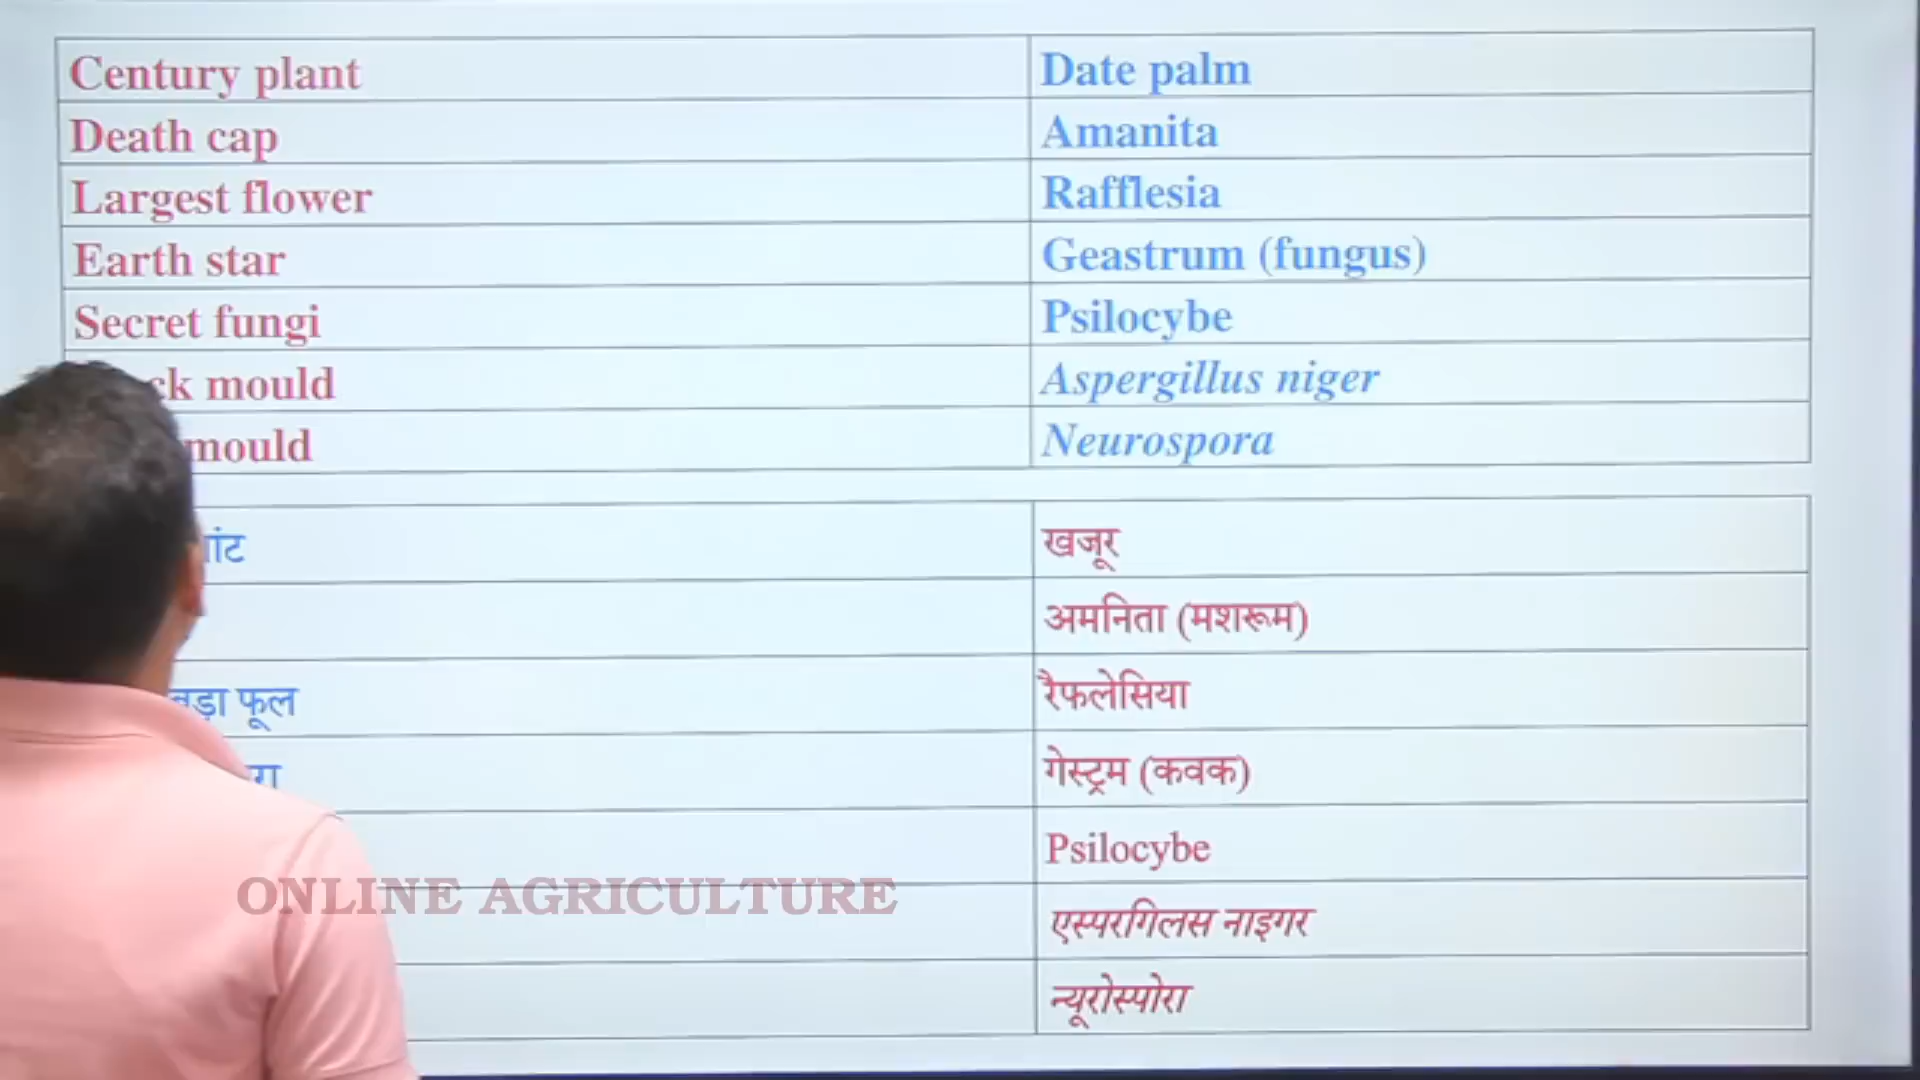 Century plant Date palm
Death cap Amanita
Largest flower Rafflesia
Earth star Geastrum (fungus)
Secret fungi Psilocybe
mould Aspergillus niger
mould Neurospora
खजूर
अमनिता (मशरूम)
बड़ा फूल रैफलेसिया
गेस्ट्रम (कवक)
Psilocybe
ONLINE AGRICULTURE
एस्परगिलस नाइगर
न्यूरोस्पोरा